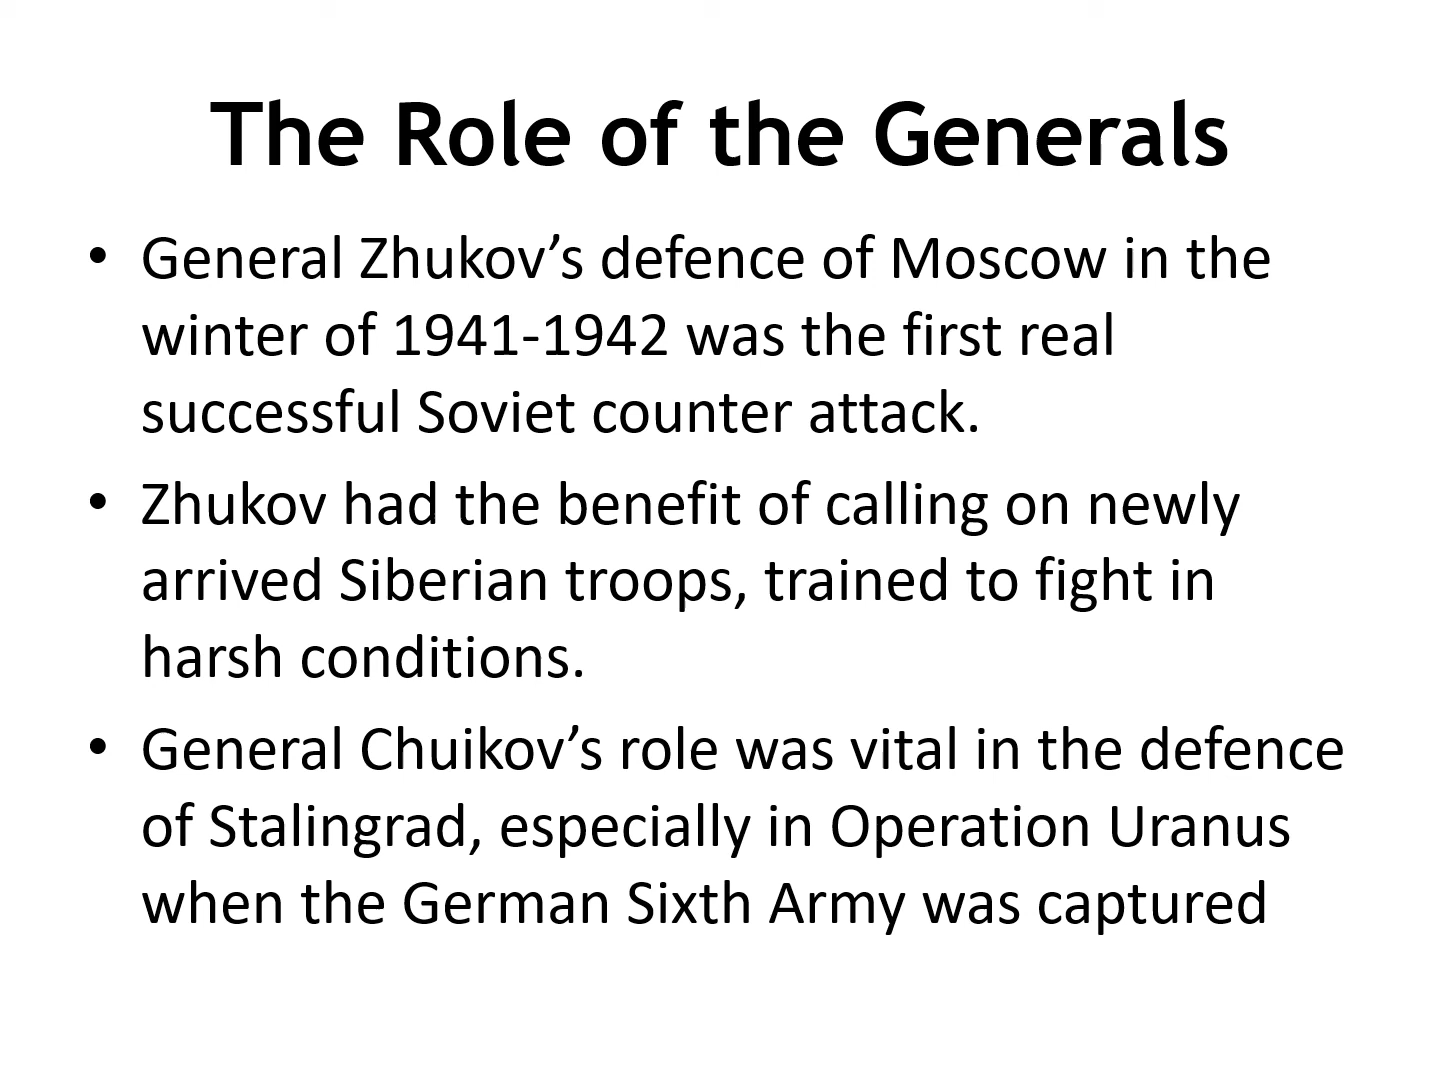 The Role of the Generals
• General Zhukov’s defence of Moscow in the
winter of 1941-1942 was the first real
successful Soviet counter attack.
• Zhukov had the benefit of calling on newly
arrived Siberian troops, trained to fight in
harsh conditions.
• General Chuikov’s role was vital in the defence
of Stalingrad, especially in Operation Uranus
when the German Sixth Army was captured